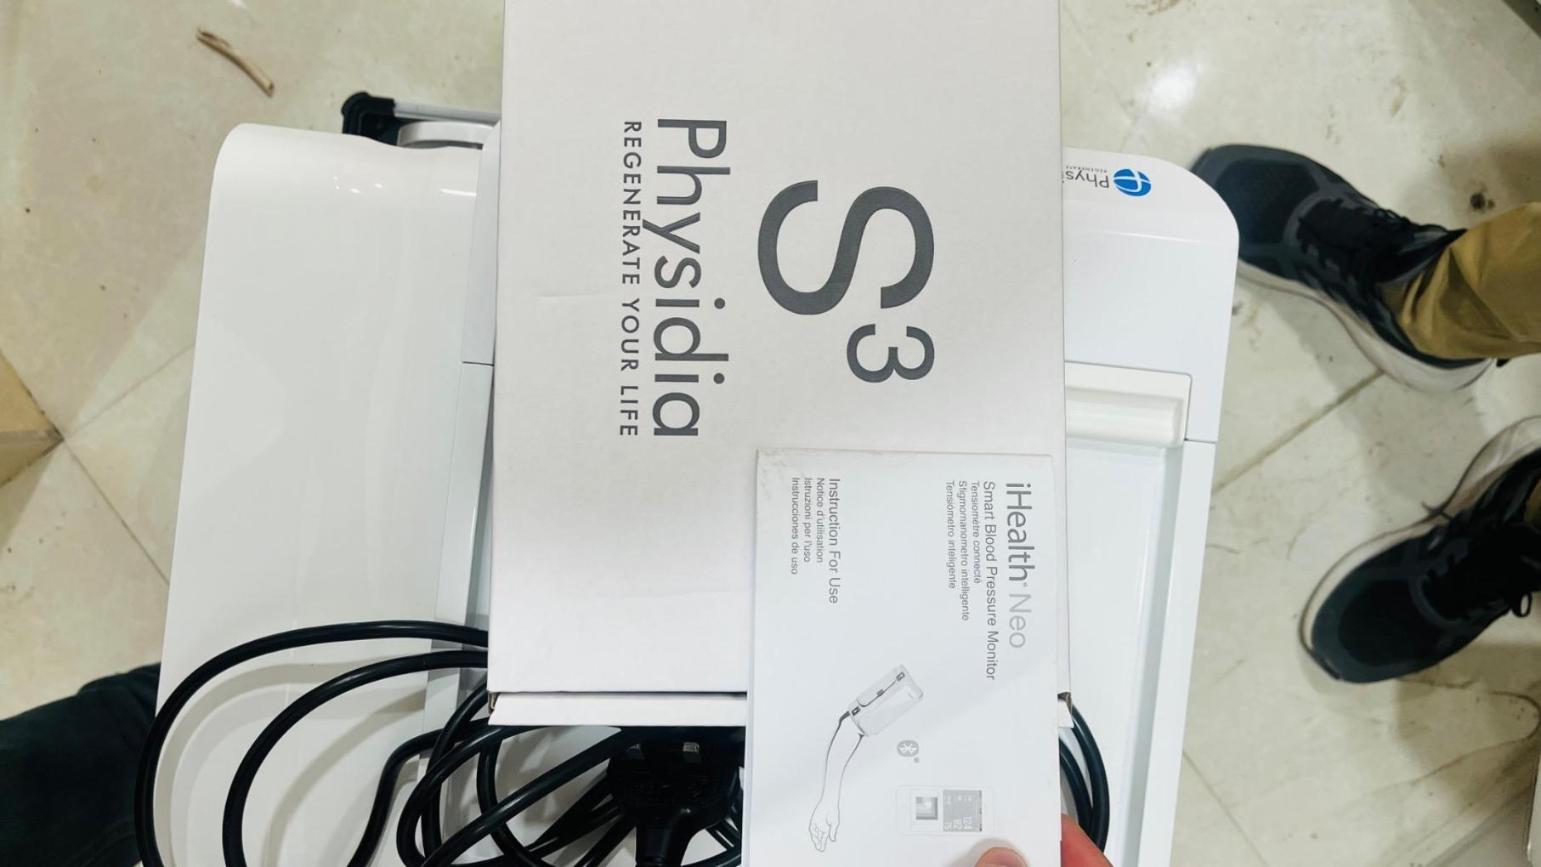 S³
Physidia
REGENERATE YOUR LIFE
iHealth® Neo
Smart Blood Pressure Monitor
Tensiomètre connecté
Sfigmomanometro intelligente
Tensiómetro inteligente
Instruction For Use
Notice d'utilisation
Istruzioni per l'uso
Instrucciones de uso
Physi